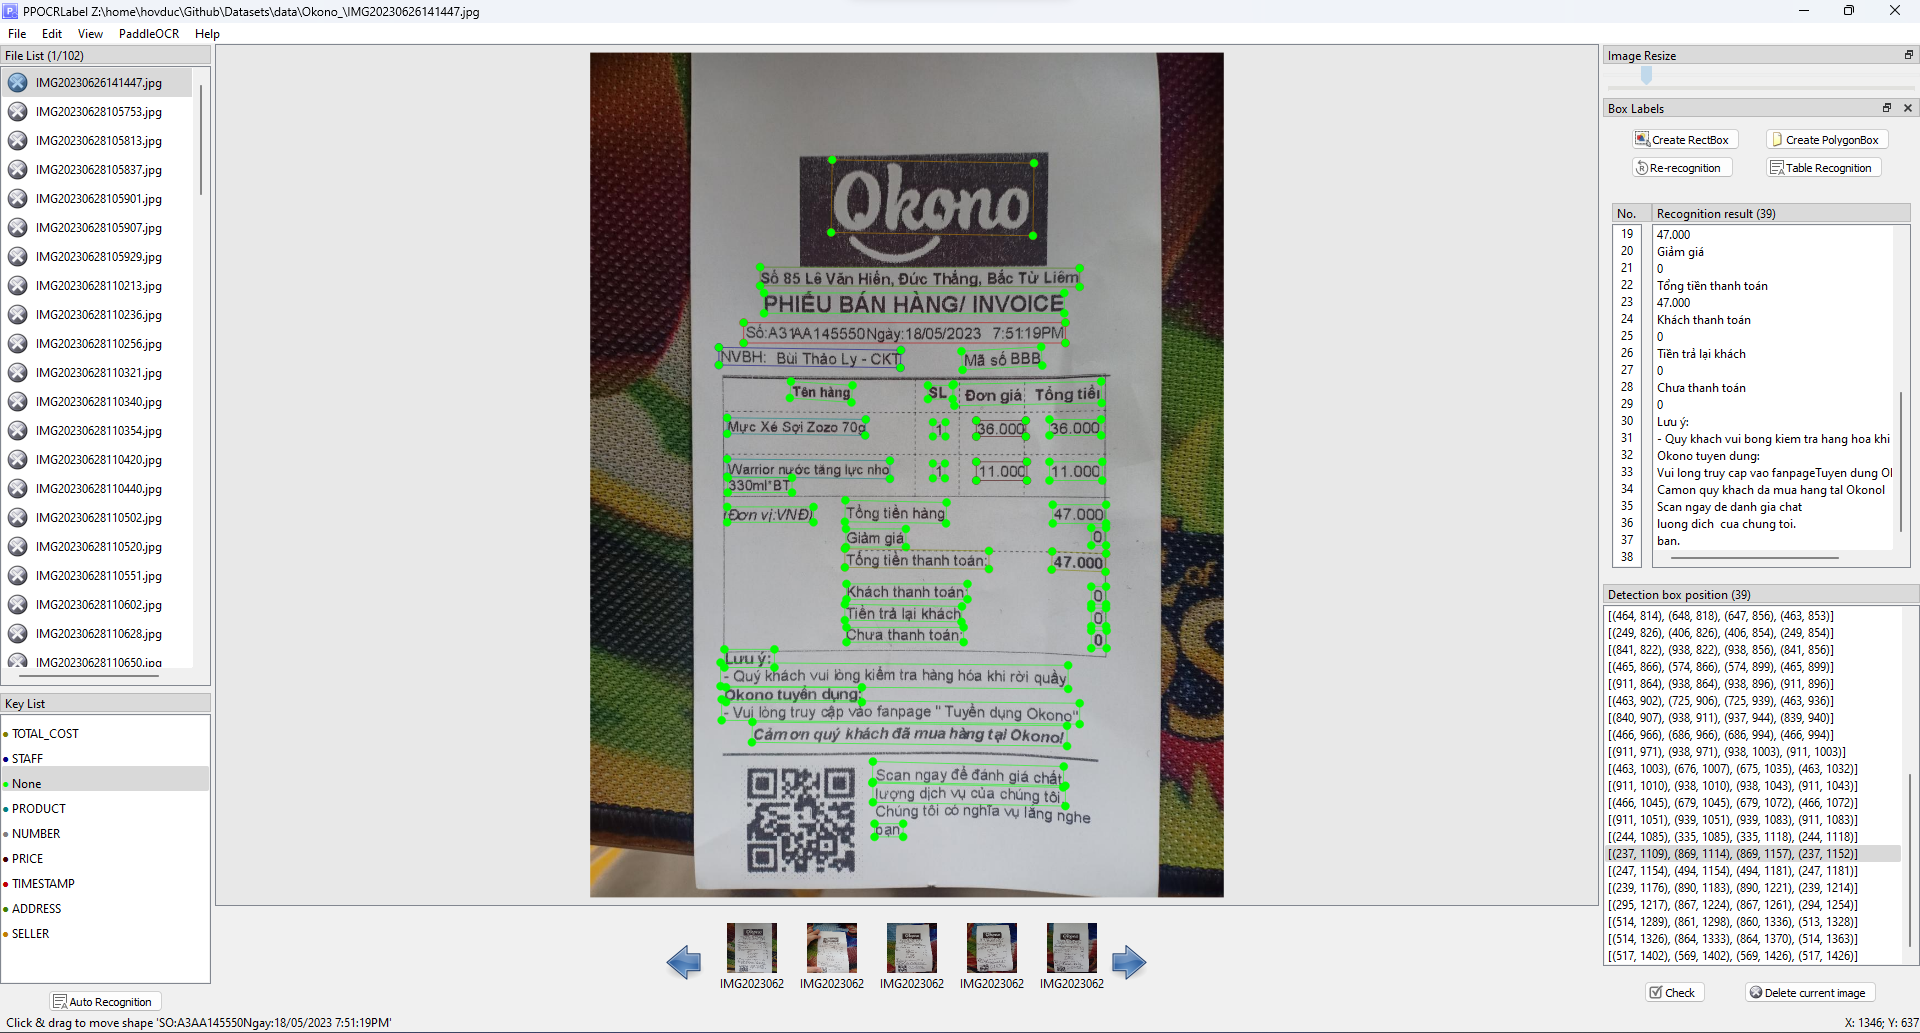 PPOCRLabel Z:\home\hovduc\Github\Datasets\data\Okono_\IMG20230626141447.jpg
File Edit View PaddleOCR Help
File List (1/102)
IMG20230626141447.jpg
IMG20230628105753.jpg
IMG20230628105813.jpg
IMG20230628105837.jpg
IMG20230628105901.jpg
IMG20230628105907.jpg
IMG20230628105929.jpg
IMG20230628110213.jpg
IMG20230628110236.jpg
IMG20230628110256.jpg
IMG20230628110321.jpg
IMG20230628110340.jpg
IMG20230628110354.jpg
IMG20230628110420.jpg
IMG20230628110440.jpg
IMG20230628110502.jpg
IMG20230628110520.jpg
IMG20230628110551.jpg
IMG20230628110602.jpg
IMG20230628110628.jpg
IMG20230628110650.jpg
Key List
TOTAL_COST
STAFF
None
PRODUCT
NUMBER
PRICE
TIMESTAMP
ADDRESS
SELLER
Auto Recognition
Okono
Số 85 Lê Văn Hiến, Đức Thắng, Bắc Từ Liêm
PHIẾU BÁN HÀNG/ INVOICE
Số:A31AA145550Ngày:18/05/2023 7:51:19PM
NVBH: Bùi Thảo Ly - CKT Mã số BBB
Tên hàng SL Đơn giá Tổng tiền
Mực Xé Sợi Zozo 70g 1 36.000 36.000
Warrior nước tăng lực nho 1 11.000 11.000
330ml*BT
(Đơn vị:VNĐ) Tổng tiền hàng 47.000
Giảm giá 0
Tổng tiền thanh toán: 47.000
Khách thanh toán: 0
Tiền trả lại khách 0
Chưa thanh toán: 0
Lưu ý:
- Quý khách vui lòng kiểm tra hàng hóa khi rời quầy
Okono tuyển dụng:
- Vui lòng truy cập vào fanpage " Tuyển dụng Okono"
Cảm ơn quý khách đã mua hàng tại Okono!
Scan ngay để đánh giá chất
lượng dịch vụ của chúng tôi
Chúng tôi có nghĩa vụ lắng nghe
bạn
IMG2023062 IMG2023062 IMG2023062 IMG2023062 IMG2023062
Image Resize
Box Labels
Create RectBox Create PolygonBox
Re-recognition Table Recognition
No. Recognition result (39)
19 47.000
20 Giảm giá
21 0
22 Tổng tiền thanh toán
23 47.000
24 Khách thanh toán
25 0
26 Tiền trả lại khách
27 0
28 Chưa thanh toán
29 0
30 Lưu ý:
31 - Quy khach vui bong kiem tra hang hoa khi
32 Okono tuyen dung:
33 Vui long truy cap vao fanpageTuyen dung Ol
34 Camon quy khach da mua hang tal Okonol
35 Scan ngay de danh gia chat
36 luong dich cua chung toi.
37 ban.
38
Detection box position (39)
[(464, 814), (648, 818), (647, 856), (463, 853)]
[(249, 826), (406, 826), (406, 854), (249, 854)]
[(841, 822), (938, 822), (938, 856), (841, 856)]
[(465, 866), (574, 866), (574, 899), (465, 899)]
[(911, 864), (938, 864), (938, 896), (911, 896)]
[(463, 902), (725, 906), (725, 939), (463, 936)]
[(840, 907), (938, 911), (937, 944), (839, 940)]
[(466, 966), (686, 966), (686, 994), (466, 994)]
[(911, 971), (938, 971), (938, 1003), (911, 1003)]
[(463, 1003), (676, 1007), (675, 1035), (463, 1032)]
[(911, 1010), (938, 1010), (938, 1043), (911, 1043)]
[(466, 1045), (679, 1045), (679, 1072), (466, 1072)]
[(911, 1051), (939, 1051), (939, 1083), (911, 1083)]
[(244, 1085), (335, 1085), (335, 1118), (244, 1118)]
[(237, 1109), (869, 1114), (869, 1157), (237, 1152)]
[(247, 1154), (494, 1154), (494, 1181), (247, 1181)]
[(239, 1176), (890, 1183), (890, 1221), (239, 1214)]
[(295, 1217), (867, 1224), (867, 1261), (294, 1254)]
[(514, 1289), (861, 1298), (860, 1336), (513, 1328)]
[(514, 1326), (864, 1333), (864, 1370), (514, 1363)]
[(517, 1402), (569, 1402), (569, 1426), (517, 1426)]
Check Delete current image
Click & drag to move shape 'SO:A3AA145550Ngay:18/05/2023 7:51:19PM' X: 1346; Y: 637